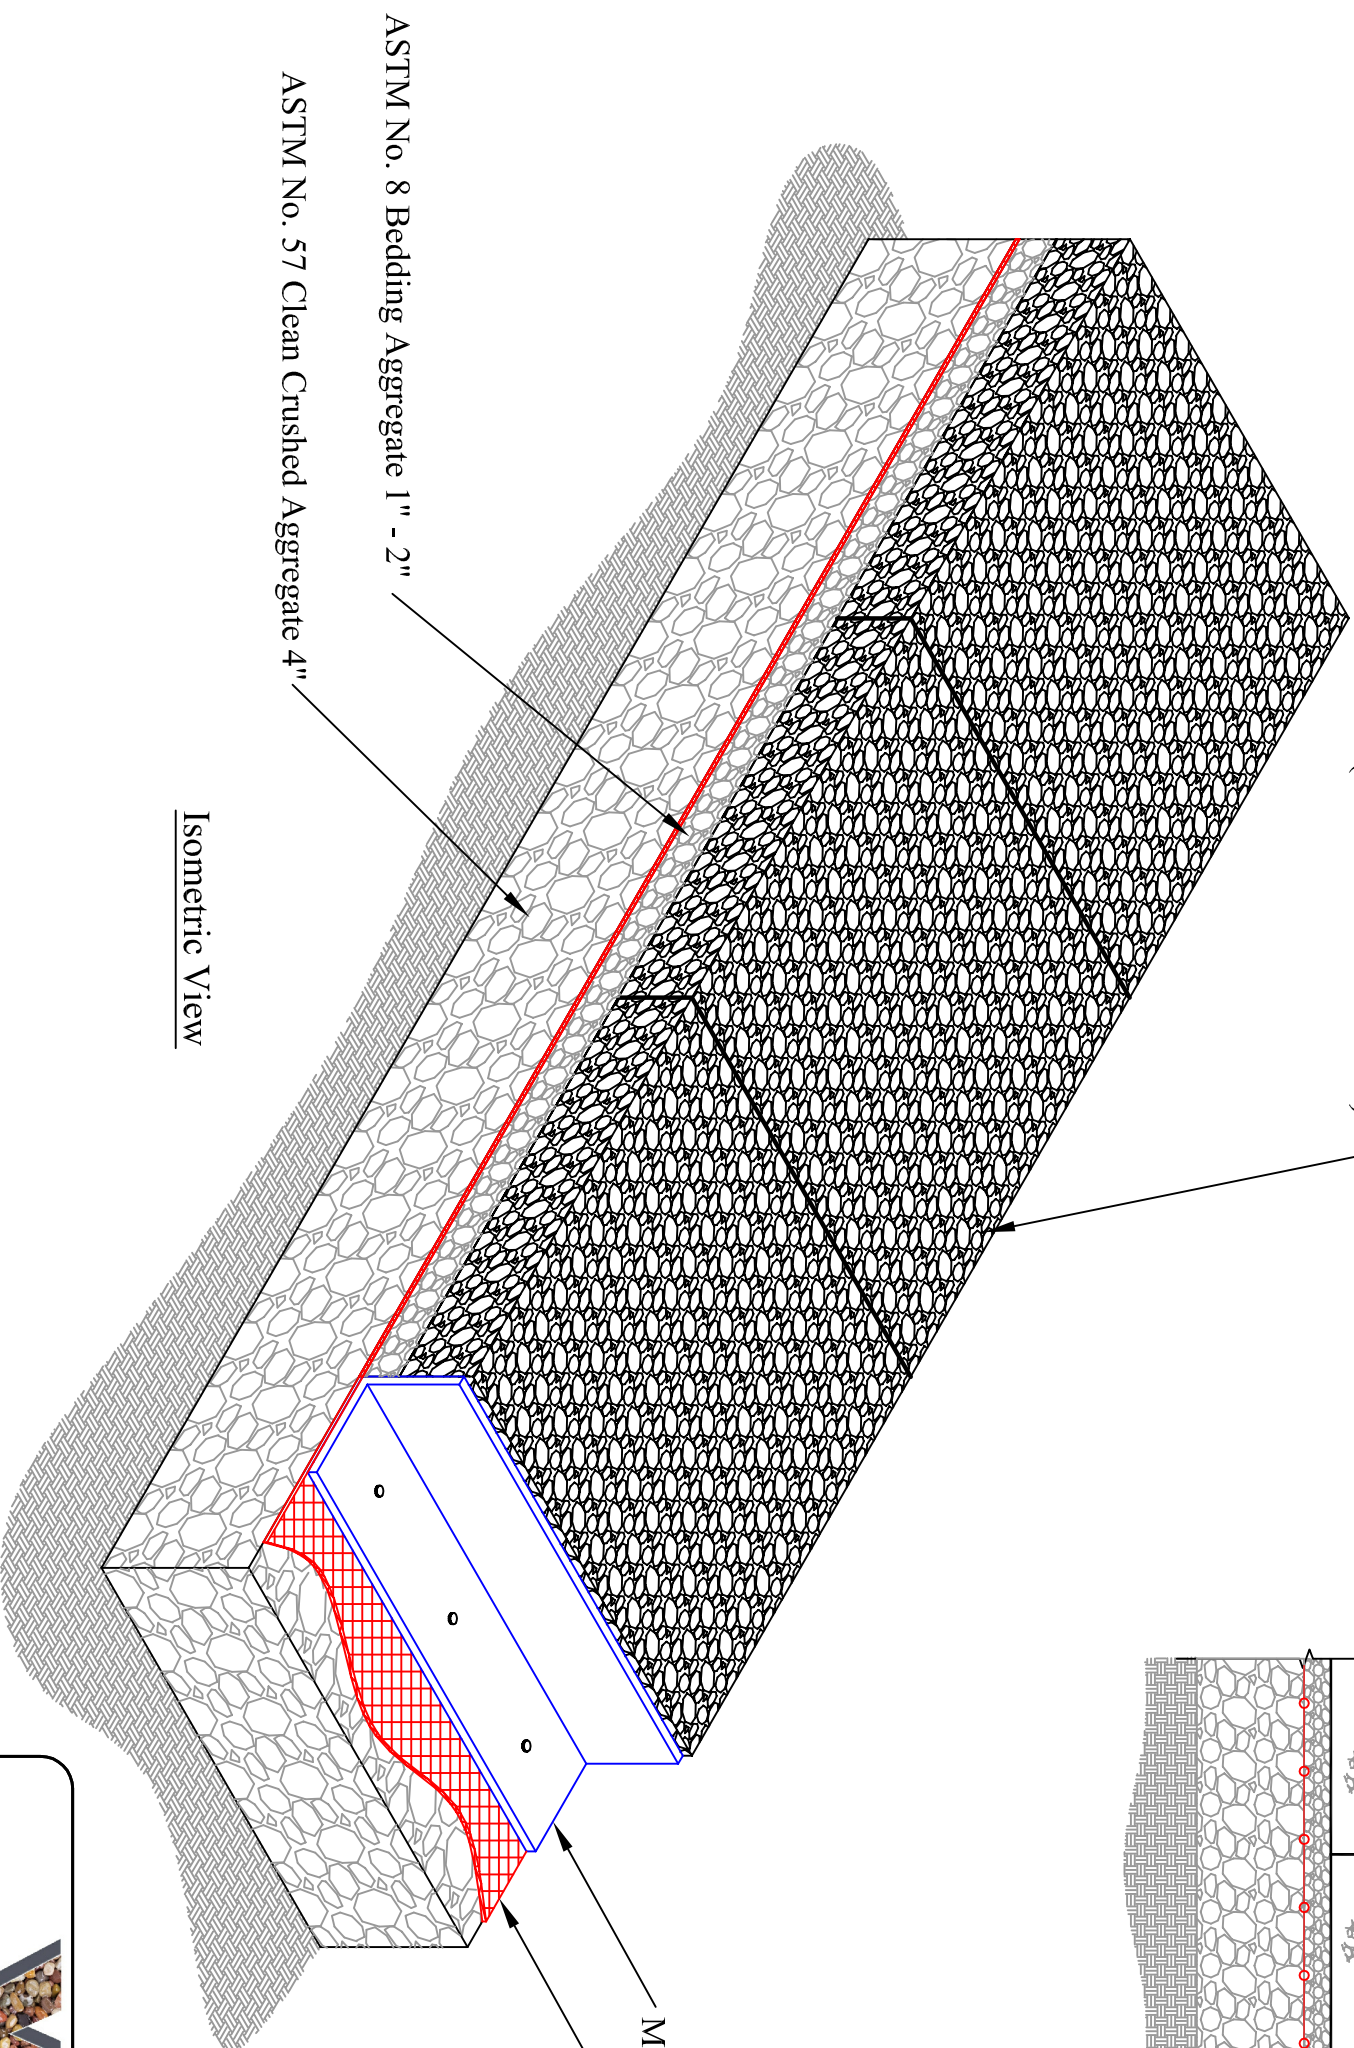 ASTM No. 8 Bedding Aggregate 1" - 2"
ASTM No. 57 Clean Crushed Aggregate 4"
Isometric View
M